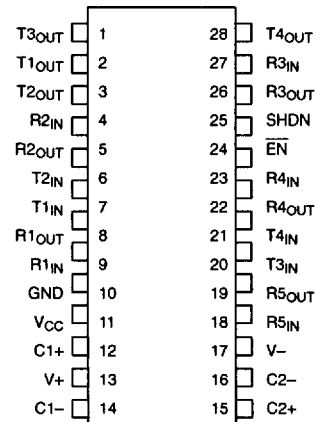 T3OUT 1 28 T4OUT
T1OUT 2 27 R3IN
T2OUT 3 26 R3OUT
R2IN 4 25 SHDN
R2OUT 5 24 EN
T2IN 6 23 R4IN
T1IN 7 22 R4OUT
R1OUT 8 21 T4IN
R1IN 9 20 T3IN
GND 10 19 R5OUT
VCC 11 18 R5IN
C1+ 12 17 V–
V+ 13 16 C2–
C1– 14 15 C2+